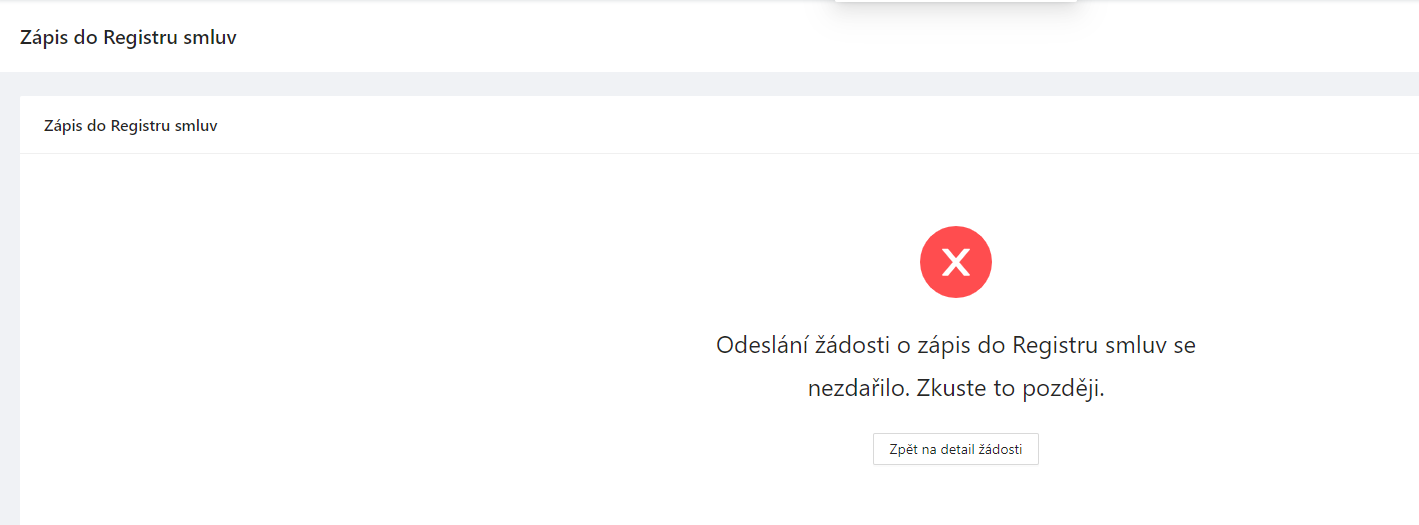 Zápis do Registru smluv
Zápis do Registru smluv
Odeslání žádosti o zápis do Registru smluv se
nezdařilo. Zkuste to později.
Zpět na detail žádosti